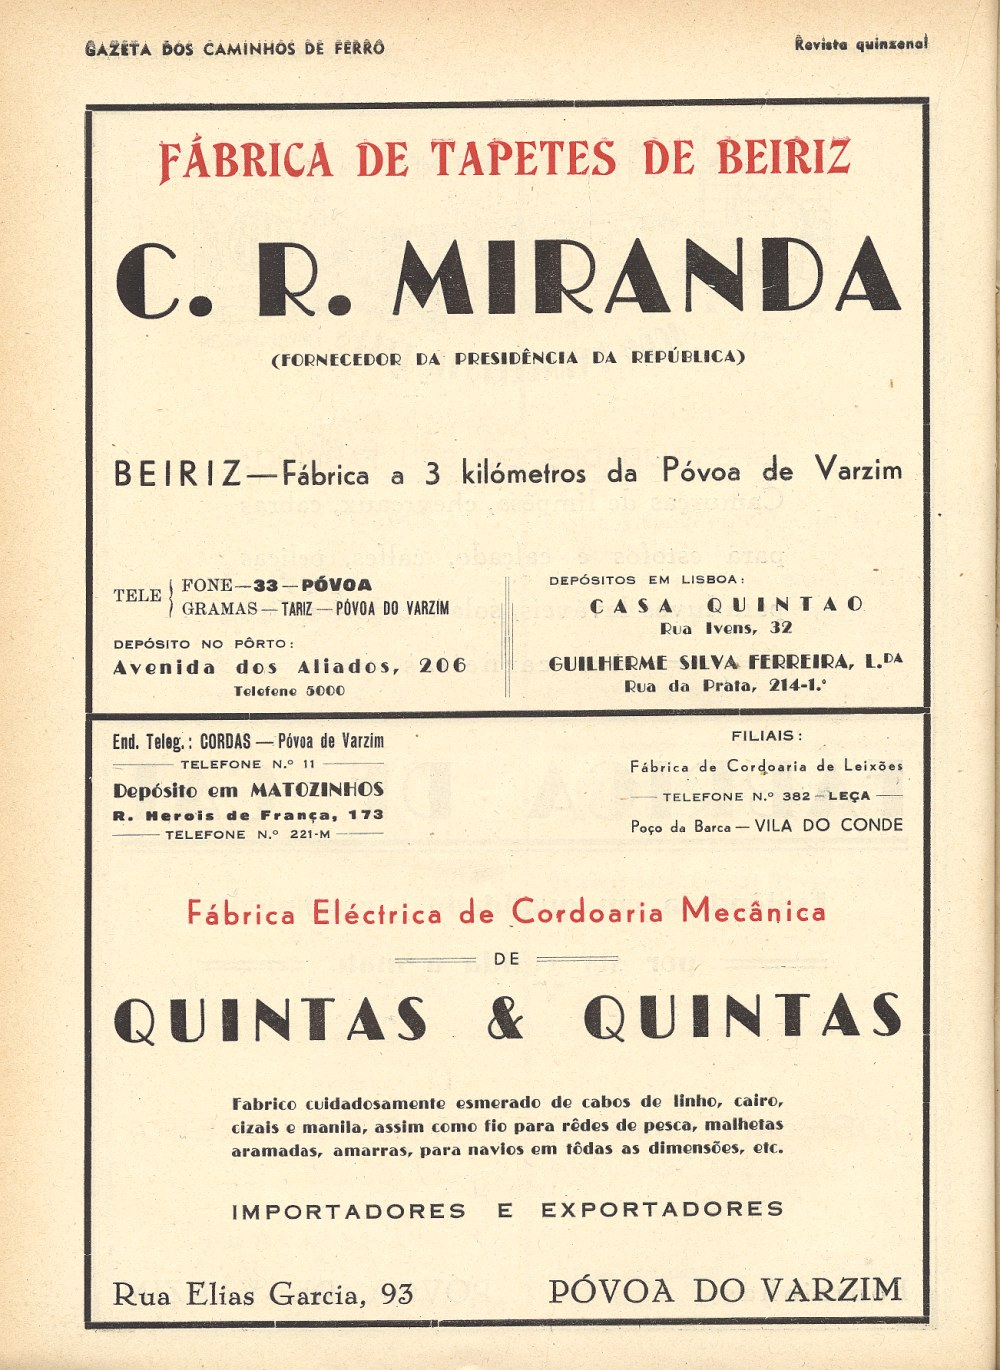 GAZETA DOS CAMINHOS DE FERRO
Revista quinzenal
FÁBRICA DE TAPETES DE BEIRIZ
C. R. MIRANDA
(FORNECEDOR DA PRESIDÊNCIA DA REPÚBLICA)
BEIRIZ—Fábrica a 3 kilómetros da Póvoa de Varzim
TELE { FONE—33—PÓVOA
GRAMAS—TARIZ—PÓVOA DO VARZIM
DEPÓSITO NO PÔRTO:
Avenida dos Aliados, 206
Telefone 5000
DEPÓSITOS EM LISBOA:
CASA QUINTAO
Rua Ivens, 32
GUILHERME SILVA FERREIRA, L.DA
Rua da Prata, 214-1.°
End. Teleg.: CORDAS — Póvoa de Varzim
TELEFONE N.º 11
Depósito em MATOZINHOS
R. Herois de França, 173
TELEFONE N.º 221-M
FILIAIS:
Fábrica de Cordoaria de Leixões
TELEFONE N.º 382—LEÇA
Poço da Barca — VILA DO CONDE
Fábrica Eléctrica de Cordoaria Mecânica
DE
QUINTAS & QUINTAS
Fabrico cuidadosamente esmerado de cabos de linho, cairo,
cizais e manila, assim como fio para rêdes de pesca, malhetas
aramadas, amarras, para navios em tôdas as dimensões, etc.
IMPORTADORES E EXPORTADORES
Rua Elias Garcia, 93
PÓVOA DO VARZIM